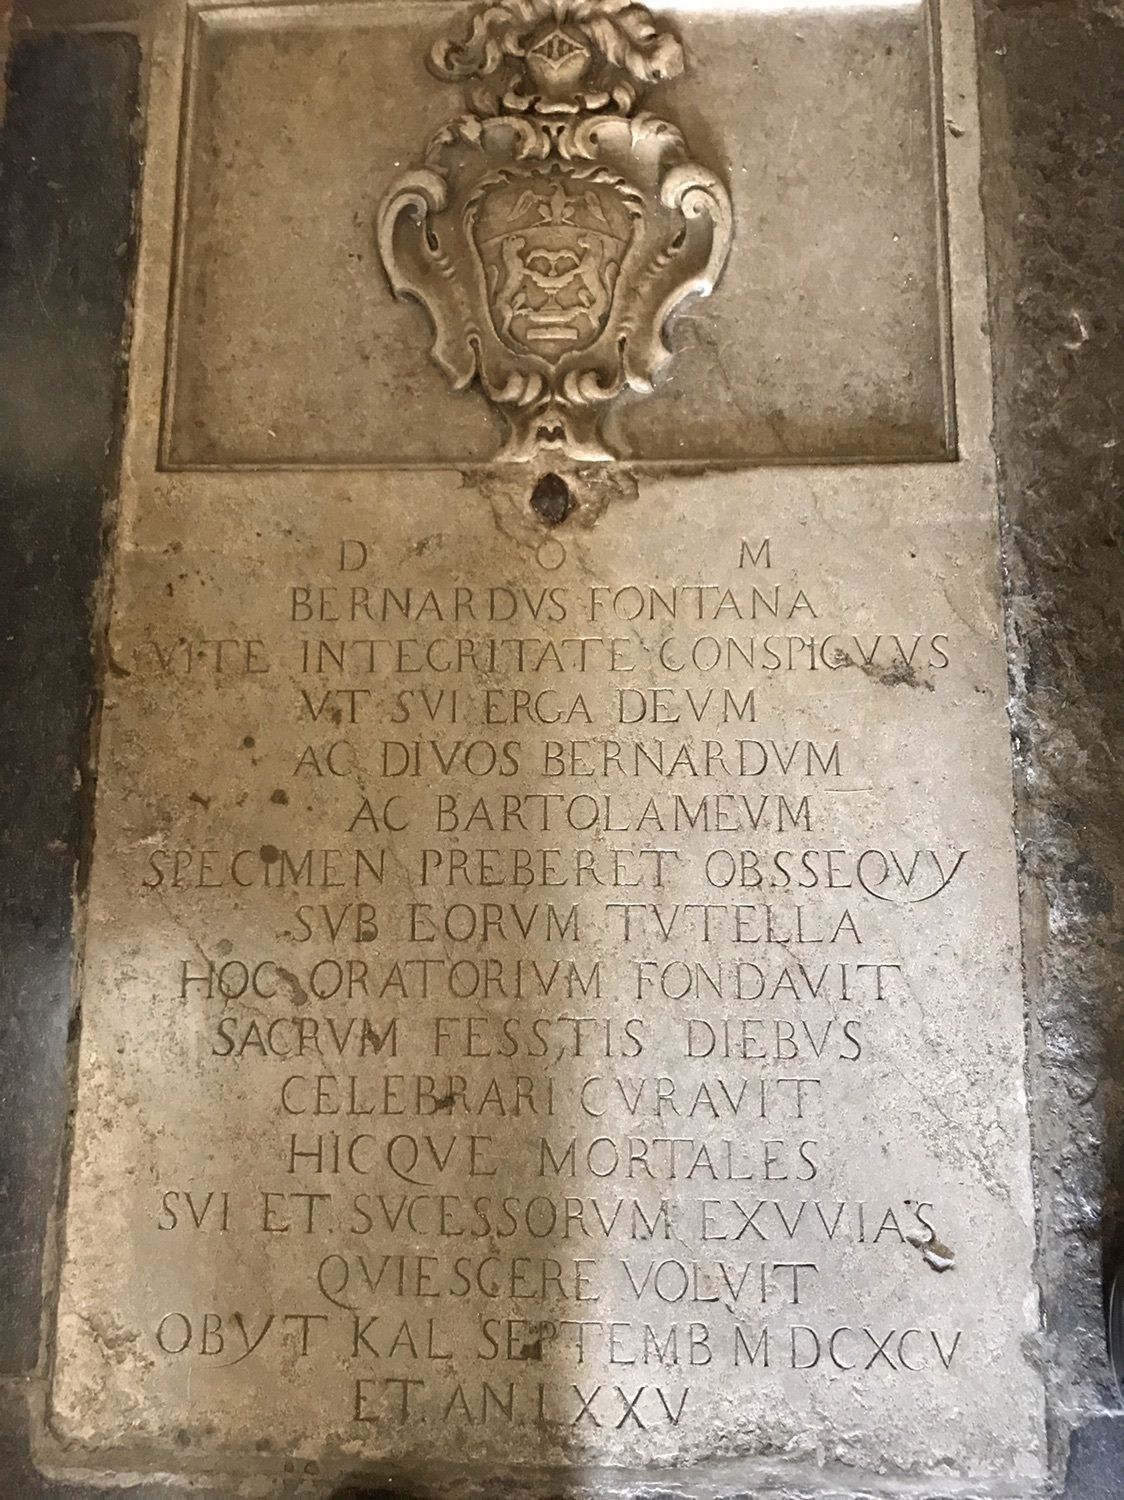 D O M
BERNARDVS FONTANA
VITE INTEGRITATE CONSPICVVS
VT SVI ERGA DEVM
AC DIVOS BERNARDVM
AC BARTOLAMEVM
SPECIMEN PREBERET OBSSEQVY
SVB EORVM TVTELLA
HOC ORATORIVM FONDAVIT
SACRVM FESSTIS DIEBVS
CELEBRARI CVRAVIT
HICQVE MORTALES
SVI ET SVCESSORVM EXVVIAS
QVIESCERE VOLVIT
OBYT KAL SEPTEMB MDCXCV
ET. AN LXXV